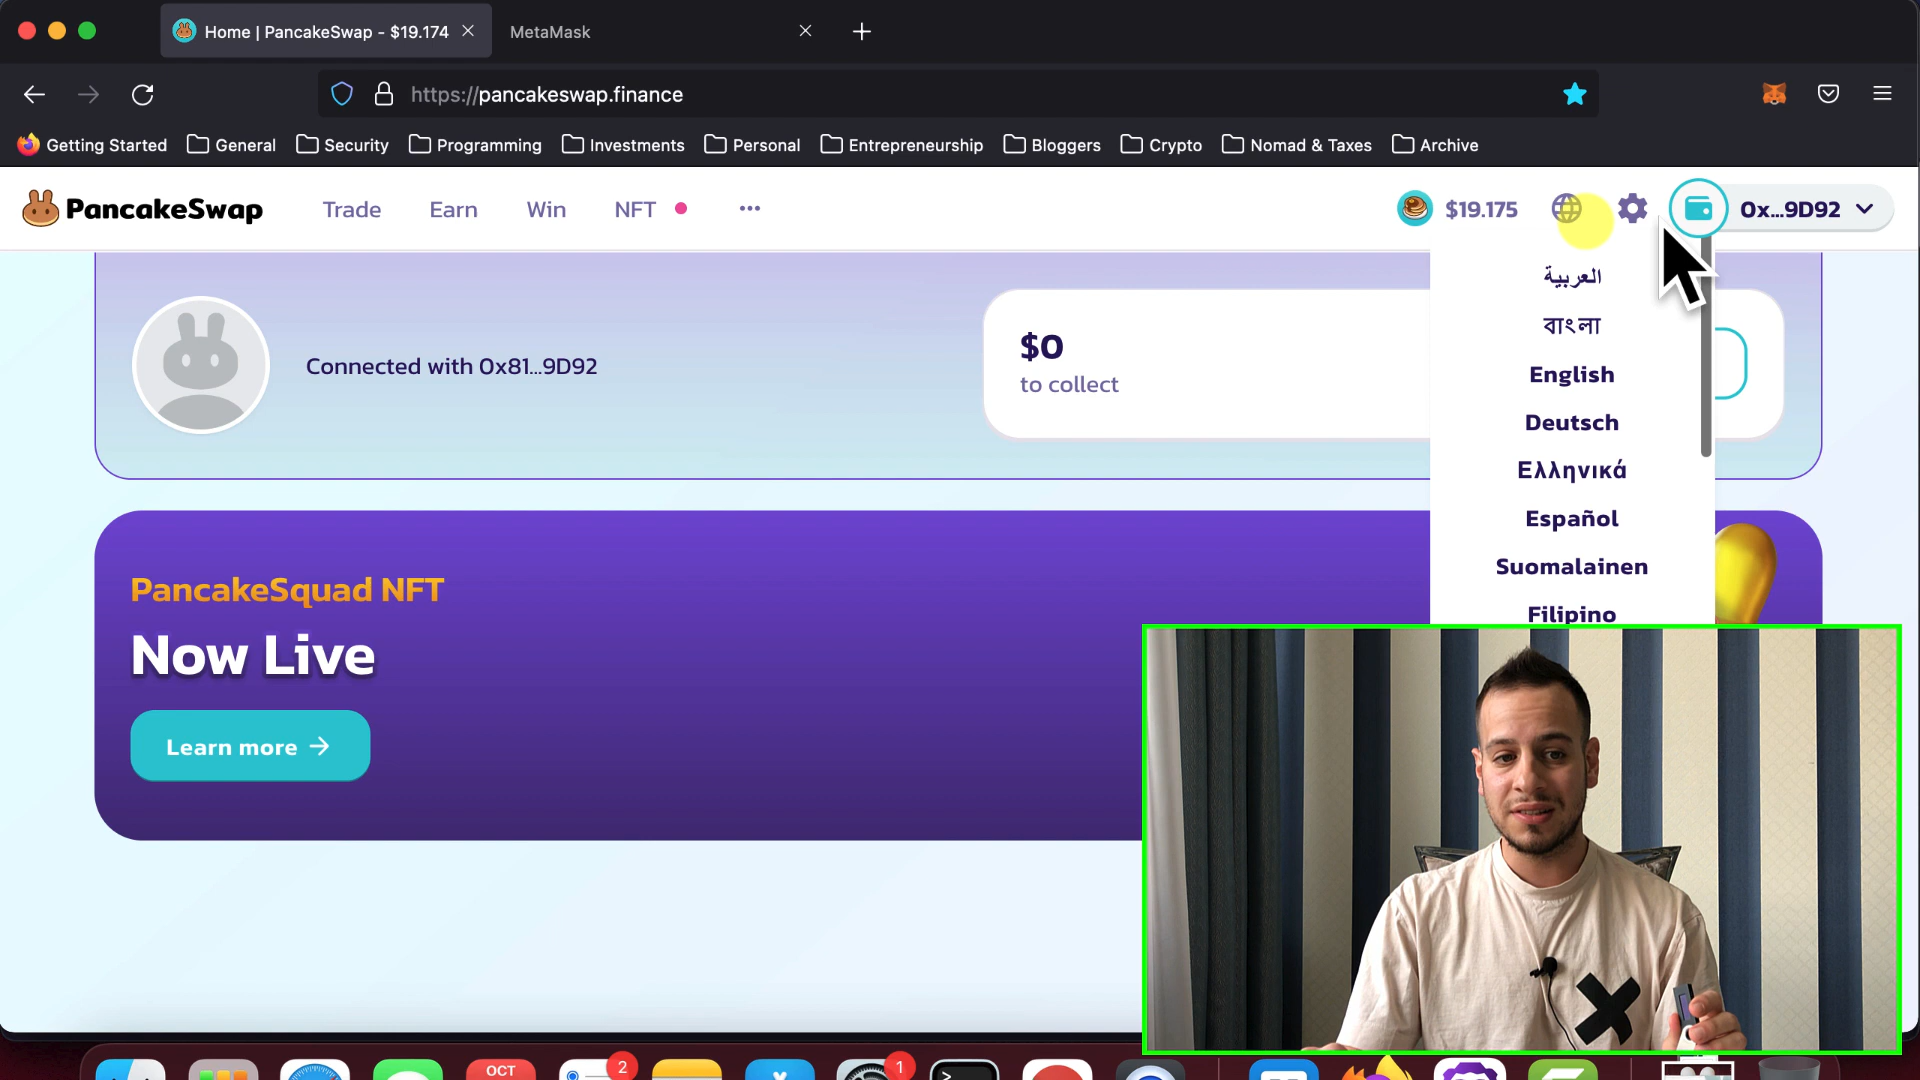 Home | PancakeSwap - $19.174
MetaMask
https://pancakeswap.finance
Getting Started
General
Security
Programming
Investments
Personal
Entrepreneurship
Bloggers
Crypto
Nomad & Taxes
Archive
PancakeSwap
Trade
Earn
Win
NFT
$19.175
0x...9D92
العربية
বাংলা
English
Deutsch
Ελληνικά
Español
Suomalainen
Filipino
Connected with 0x81...9D92
$0
to collect
PancakeSquad NFT
Now Live
Learn more
OCT
2
1